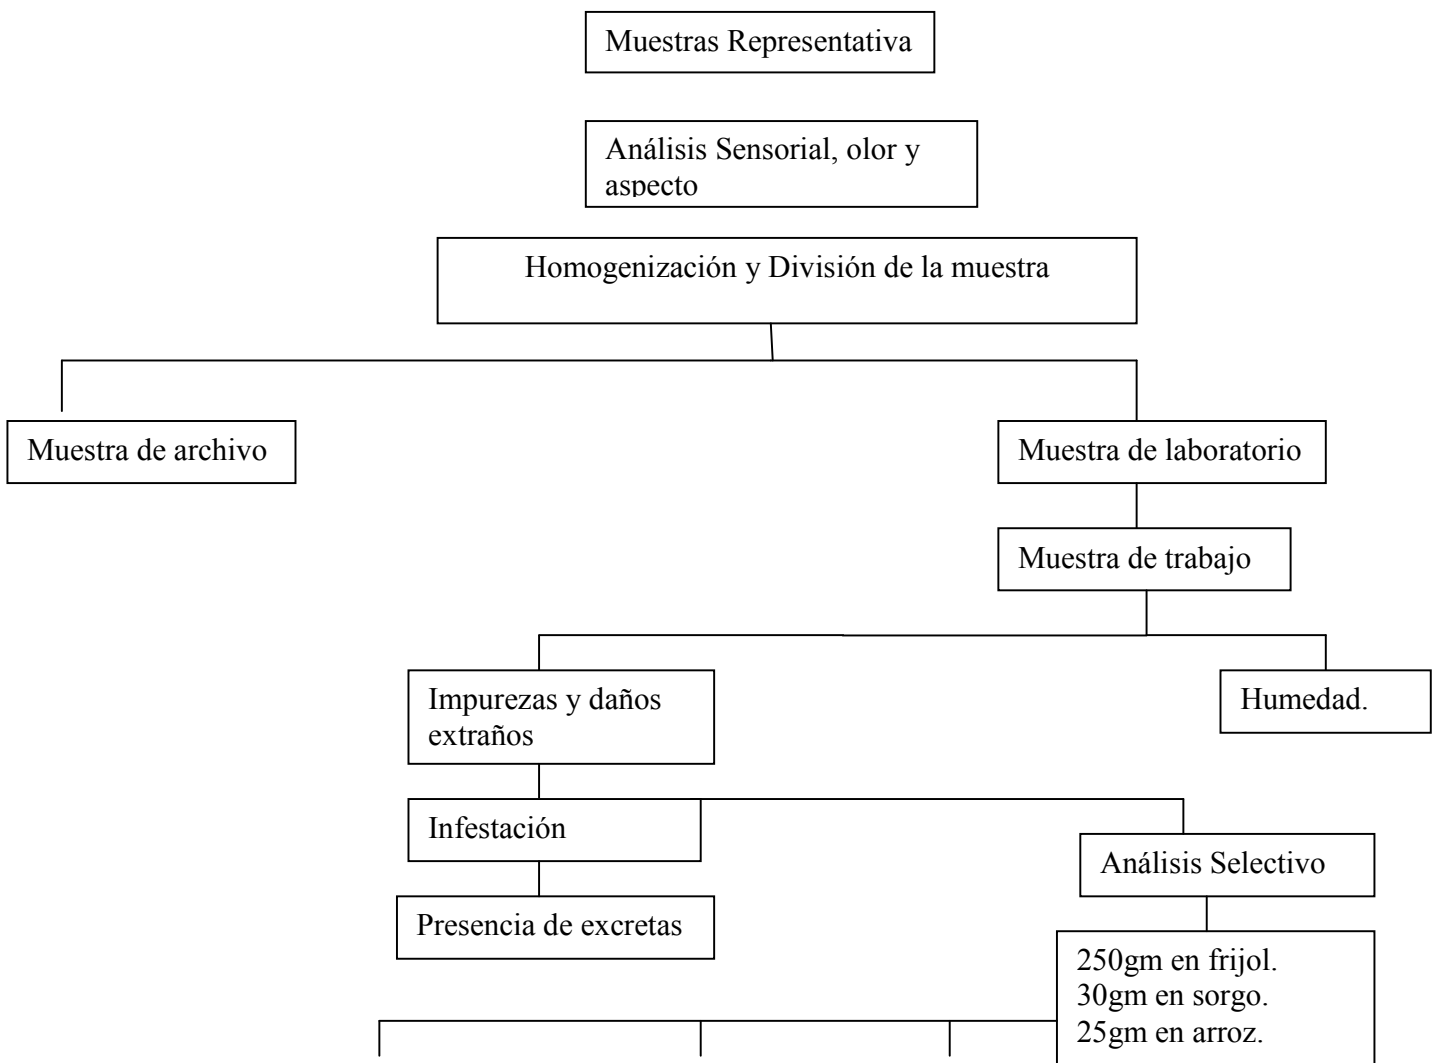 Muestras Representativa
Análisis Sensorial, olor y
aspecto
Homogenización y División de la muestra
Muestra de archivo
Muestra de laboratorio
Muestra de trabajo
Impurezas y daños
extraños
Humedad.
Infestación
Análisis Selectivo
Presencia de excretas
250gm en frijol.
30gm en sorgo.
25gm en arroz.